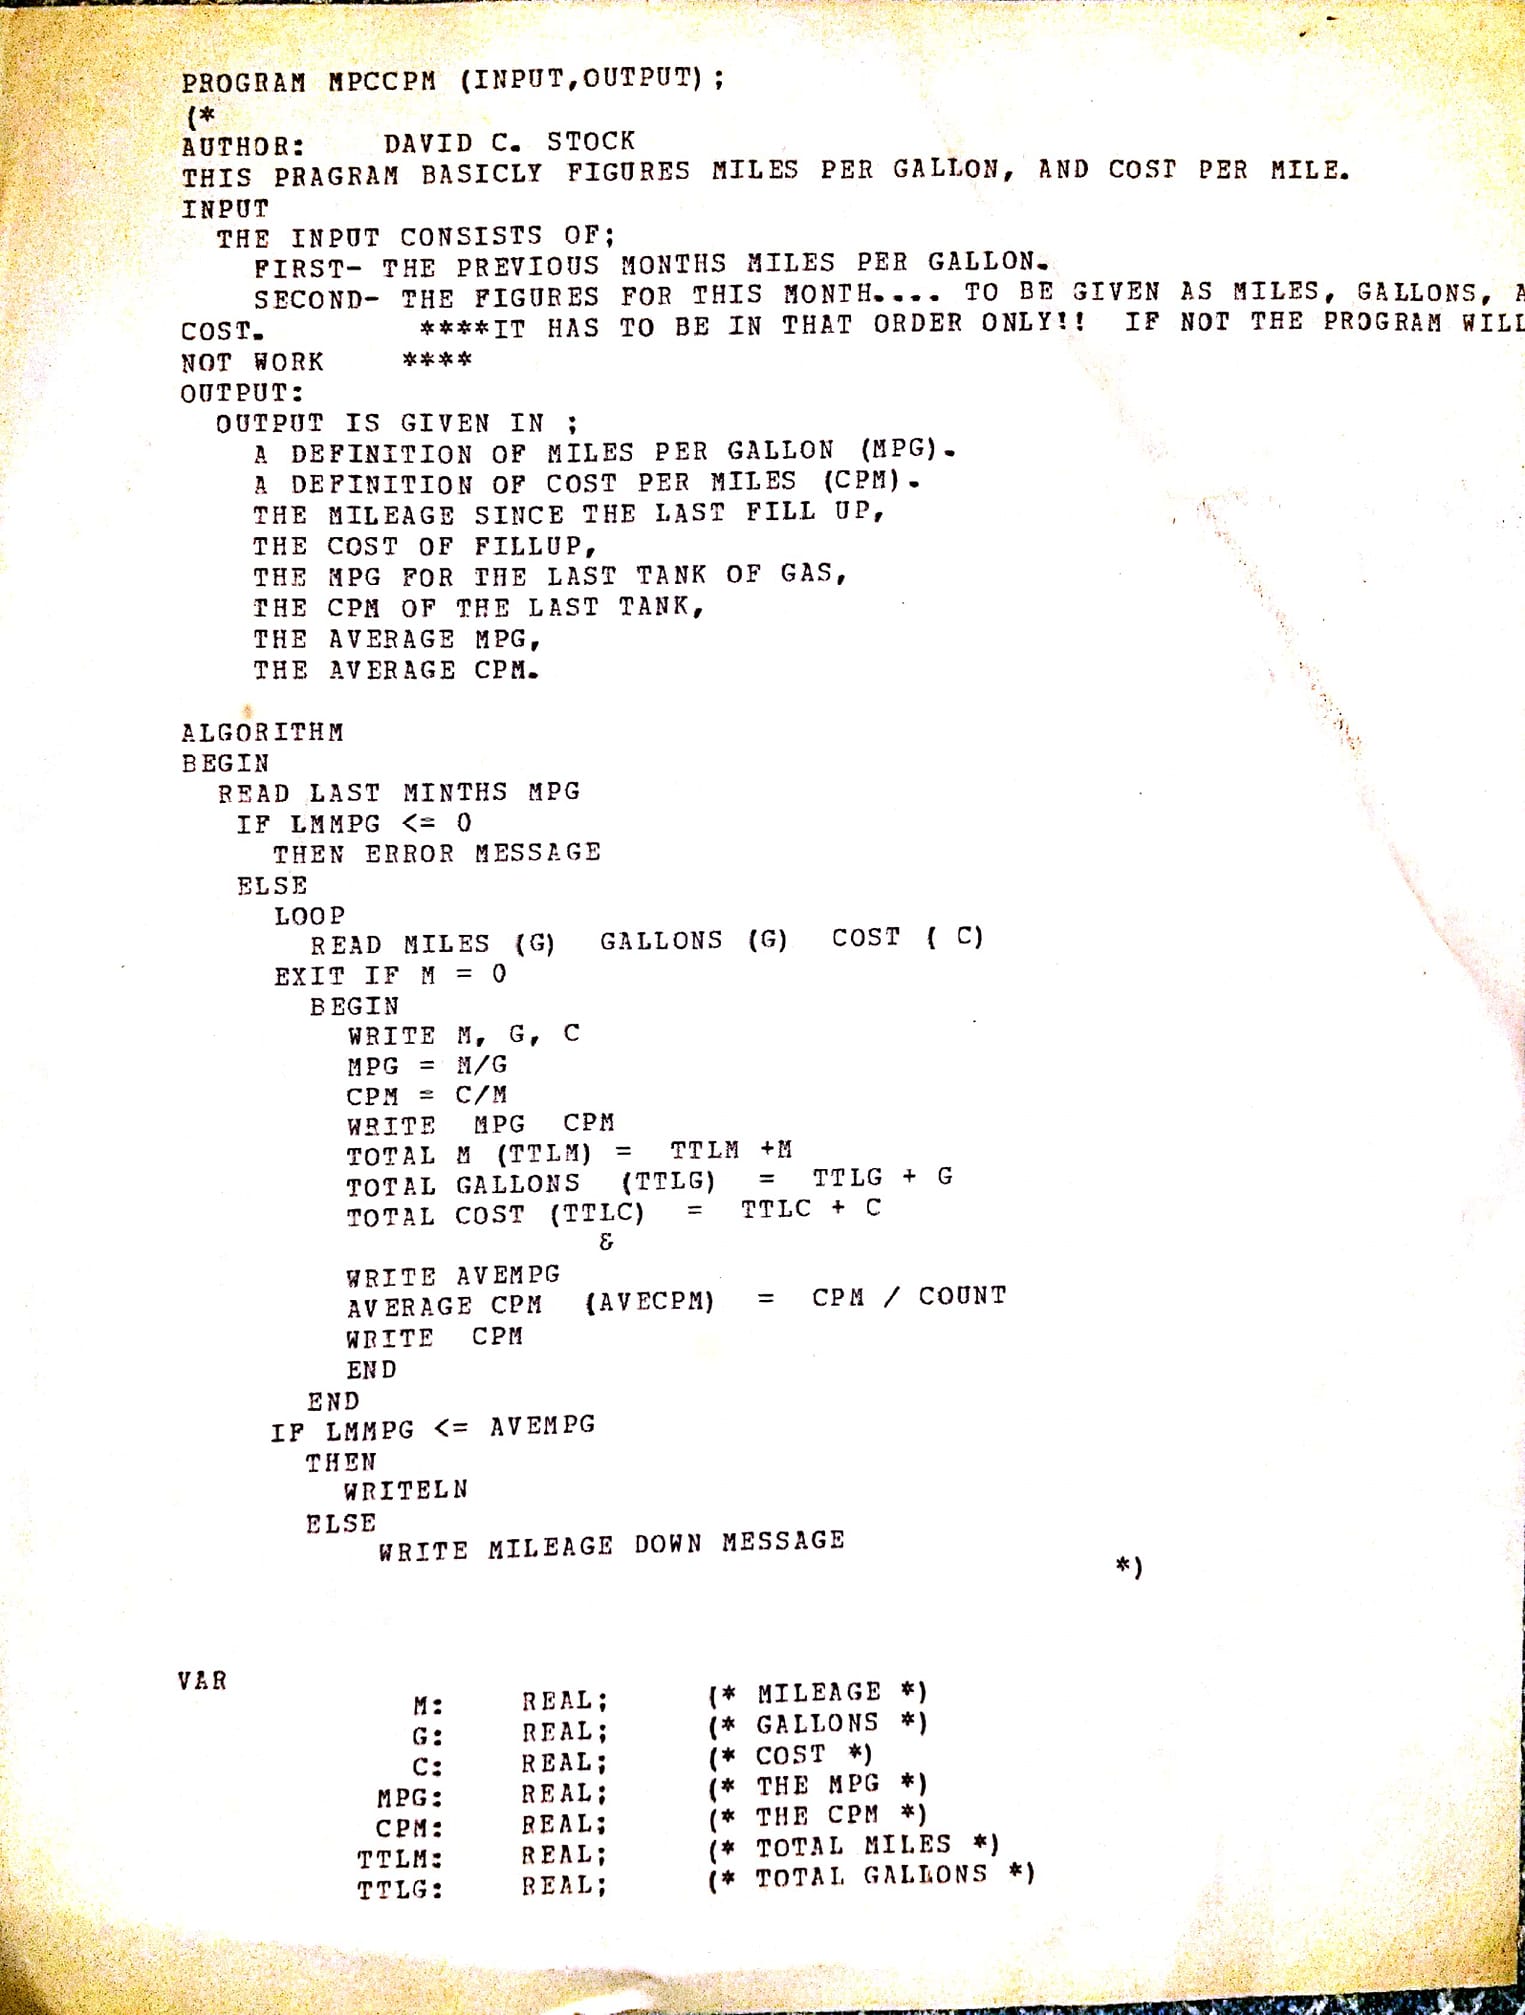 PROGRAM MPCCPM (INPUT,OUTPUT);
(*
AUTHOR:    DAVID C. STOCK
THIS PRAGRAM BASICLY FIGURES MILES PER GALLON, AND COST PER MILE.
INPUT
  THE INPUT CONSISTS OF;
    FIRST- THE PREVIOUS MONTHS MILES PER GALLON.
    SECOND- THE FIGURES FOR THIS MONTH.... TO BE GIVEN AS MILES, GALLONS, A
COST.         ****IT HAS TO BE IN THAT ORDER ONLY!!  IF NOT THE PROGRAM WILL
NOT WORK    ****
OUTPUT:
  OUTPUT IS GIVEN IN ;
    A DEFINITION OF MILES PER GALLON (MPG).
    A DEFINITION OF COST PER MILES (CPM).
    THE MILEAGE SINCE THE LAST FILL UP,
    THE COST OF FILLUP,
    THE MPG FOR THE LAST TANK OF GAS,
    THE CPM OF THE LAST TANK,
    THE AVERAGE MPG,
    THE AVERAGE CPM.
ALGORITHM
BEGIN
  READ LAST MINTHS MPG
   IF LMMPG <= 0
     THEN ERROR MESSAGE
   ELSE
     LOOP
       READ MILES (G)  GALLONS (G)  COST ( C)
     EXIT IF M = 0
       BEGIN
         WRITE M, G, C
         MPG = M/G
         CPM = C/M
         WRITE  MPG  CPM
         TOTAL M (TTLM) =  TTLM +M
         TOTAL GALLONS  (TTLG)  =  TTLG + G
         TOTAL COST (TTLC)  =  TTLC + C
                       &
         WRITE AVEMPG
         AVERAGE CPM  (AVECPM)  =  CPM / COUNT
         WRITE  CPM
         END
       END
     IF LMMPG <= AVEMPG
       THEN
         WRITELN
       ELSE
           WRITE MILEAGE DOWN MESSAGE
                                                   *)
VAR
             M:    REAL;     (* MILEAGE *)
             G:    REAL;     (* GALLONS *)
             C:    REAL;     (* COST *)
           MPG:    REAL;     (* THE MPG *)
           CPM:    REAL;     (* THE CPM *)
          TTLM:    REAL;     (* TOTAL MILES *)
          TTLG:    REAL;     (* TOTAL GALLONS *)